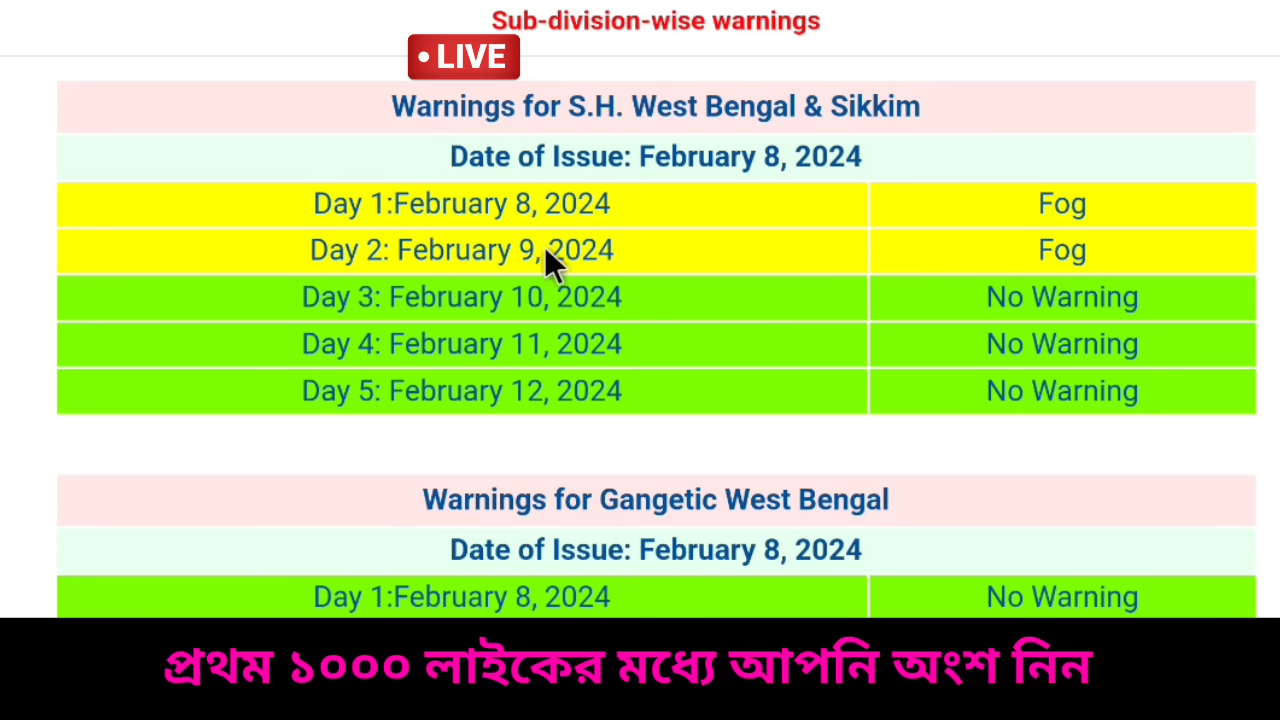 Sub-division-wise warnings
• LIVE
Warnings for S.H. West Bengal & Sikkim
Date of Issue: February 8, 2024
Day 1:February 8, 2024 Fog
Day 2: February 9, 2024 Fog
Day 3: February 10, 2024 No Warning
Day 4: February 11, 2024 No Warning
Day 5: February 12, 2024 No Warning
Warnings for Gangetic West Bengal
Date of Issue: February 8, 2024
Day 1:February 8, 2024 No Warning
প্রথম ১০০০ লাইকের মধ্যে আপনি অংশ নিন